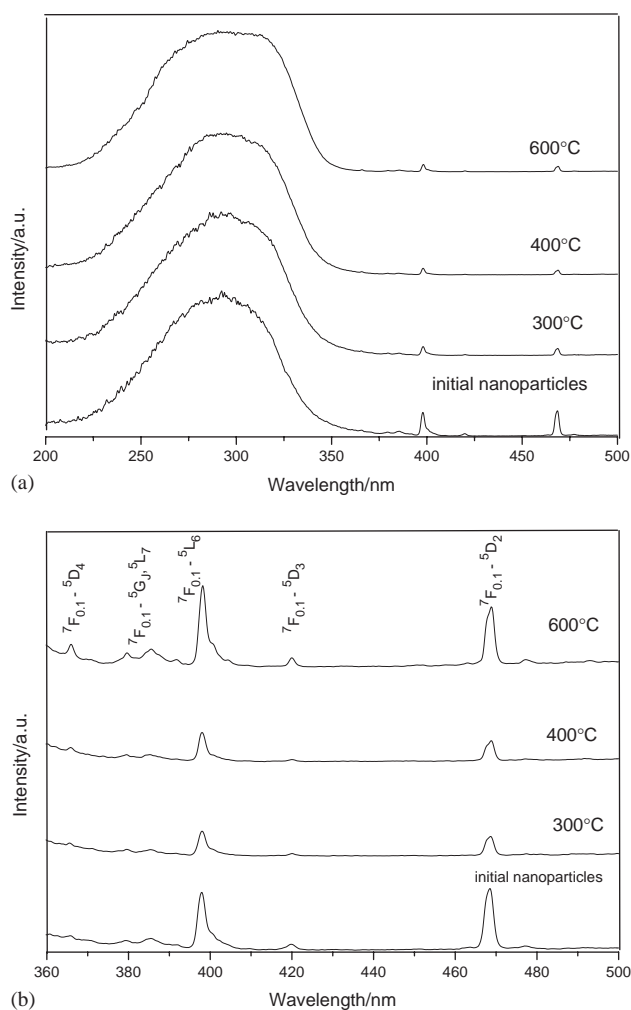 600°C
400°C
300°C
initial nanoparticles
Intensity/a.u.
200 250 300 350 400 450 500
Wavelength/nm
(a)
⁷F₀.₁ - ⁵D₄
⁷F₀.₁ - ⁵G_J, ⁵L₇
⁷F₀.₁ - ⁵L₆
⁷F₀.₁ - ⁵D₃
⁷F₀.₁ - ⁵D₂
600°C
400°C
300°C
initial nanoparticles
Intensity/a.u.
360 380 400 420 440 460 480 500
Wavelength/nm
(b)